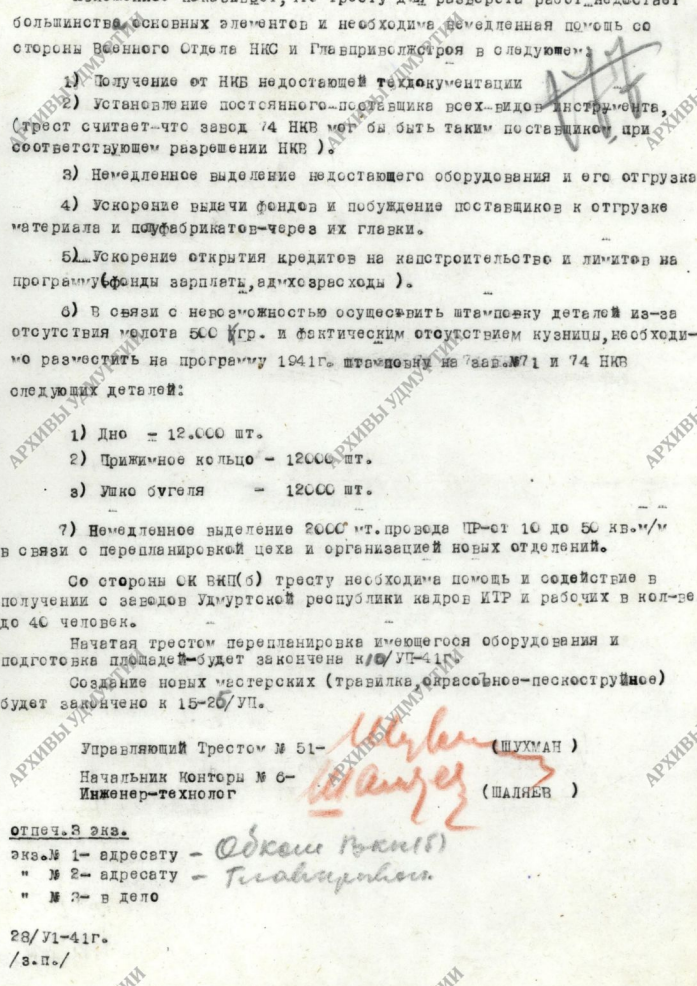 большинства основных элементов и необходима немедленная помощь со
стороны Военного Отдела НКС и Главприволжстроя в следующем:
1) Получение от НКБ недостающей техдокументации
2) Установление постоянного поставщика всех видов инструмента,
(трест считает что завод 74 НКВ мог бы быть таким поставщиком при
соответствующем разрешении НКВ ).
3) Немедленное выделение недостающего оборудования и его отгрузка
4) Ускорение выдачи фондов и побуждение поставщиков к отгрузке
материала и полуфабрикатов-через их главки.
5) Ускорение открытия кредитов на капстроительство и лимитов на
программу(фонды зарплаты,админрасходы ).
6) В связи с невозможностью осуществить штамповку деталей из-за
отсутствия молота 500 кгр. и фактическим отсутствием кузницы,необходи-
мо разместить на программу 1941г. штамповку на зав.№71 и 74 НКВ
следующих деталей:
1) Дно - 12.000 шт.
2) Прижимное кольцо - 12000 шт.
3) Ушко бугеля - 12000 шт.
7) Немедленное выделение 2000 мт.провода ПР-от 10 до 50 кв.м/м
в связи с перепланировкой цеха и организацией новых отделений.
Со стороны ОК ВКП(б) тресту необходима помощь и содействие в
получении с заводов Удмуртской республики кадров ИТР и рабочих в кол-ве
до 40 человек.
Начатая трестом перепланировка имеющегося оборудования и
подготовка площадей-будет закончена к 10/УП-41г.
Создание новых мастерских (травилка,окрасочное-пескоструйное)
будет закончено к 15-25/УП.
Управляющий Трестом № 51- (ШУХМАН )
Начальник Конторы № 6-
Инженер-технолог (ШАЛЯЕВ )
отпеч.3 экз.
экз.№ 1- адресату - Обком ВКП(б)
" № 2- адресату -
" № 3- в дело
28/У1-41г.
/з.п./
АРХИВЫ УДМУРТИИ